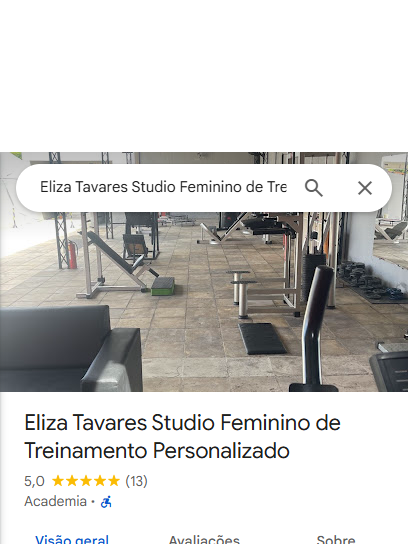 Eliza Tavares Studio Feminino de Tre
Eliza Tavares Studio Feminino de
Treinamento Personalizado
5,0 (13)
Academia ·
Visão geral Avaliações Sobre